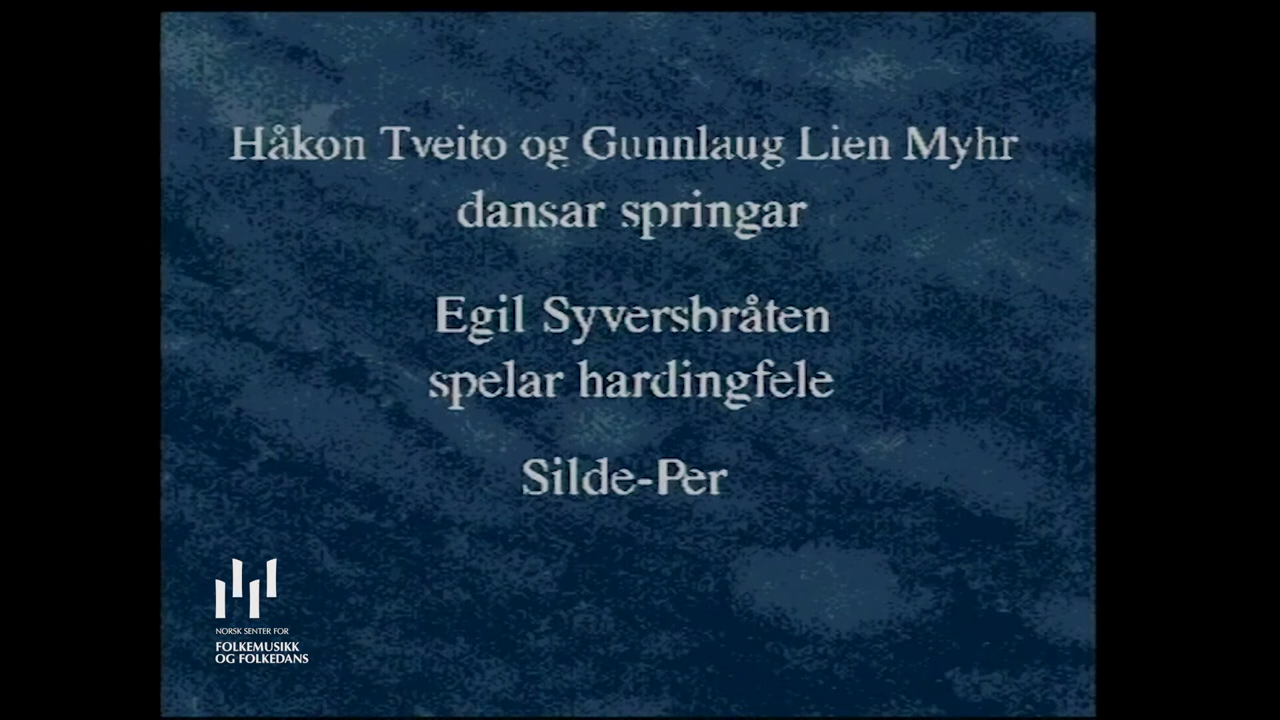 Håkon Tveito og Gunnlaug Lien Myhr
dansar springar
Egil Syversbråten
spelar hardingfele
Silde-Per
NORSK SENTER FOR
FOLKEMUSIKK
OG FOLKEDANS